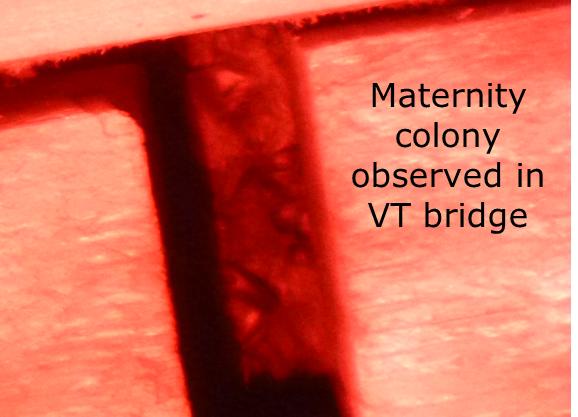 Maternity
colony
observed in
VT bridge